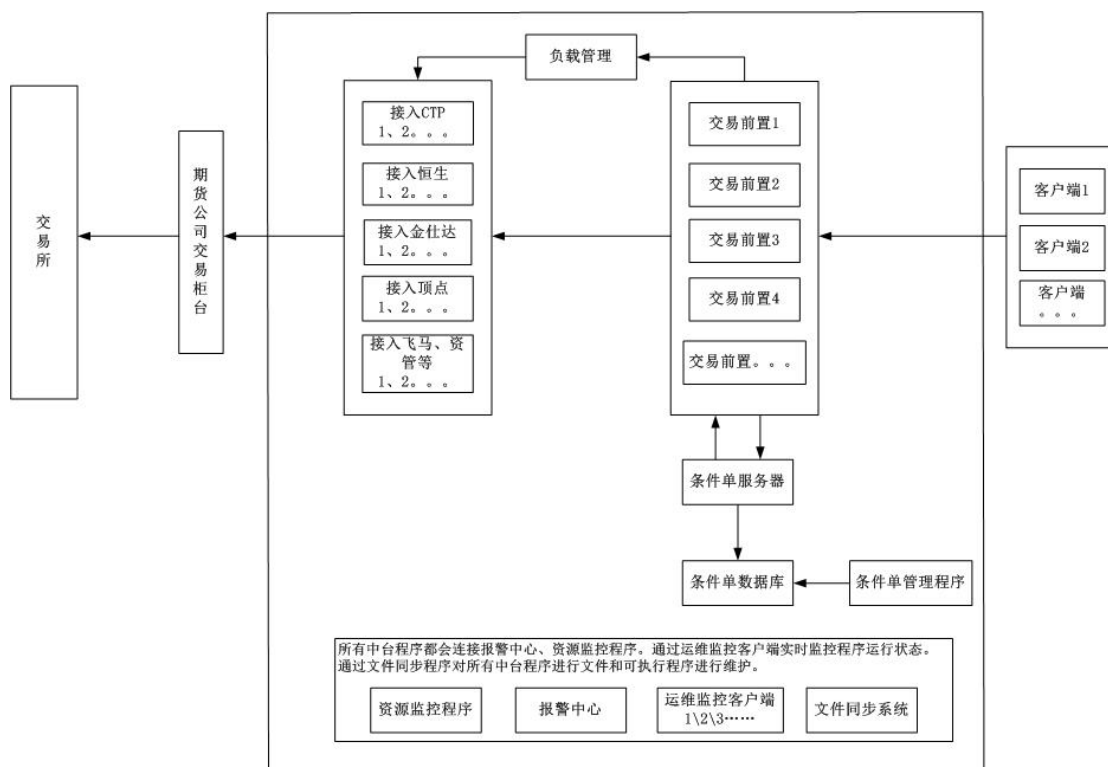 负载管理
接入CTP
1、2。。。
接入恒生
1、2。。。
接入金仕达
1、2。。。
接入顶点
1、2。。。
接入飞马、资
管等
1、2。。。
交易前置1
交易前置2
交易前置3
交易前置4
交易前置。。。
客户端1
客户端2
客户端
。。。
期货公司交易柜台
交易所
条件单服务器
条件单数据库
条件单管理程序
所有中台程序都会连接报警中心、资源监控程序。通过运维监控客户端实时监控程序运行状态。
通过文件同步程序对所有中台程序进行文件和可执行程序进行维护。
资源监控程序
报警中心
运维监控客户端
1\2\3……
文件同步系统